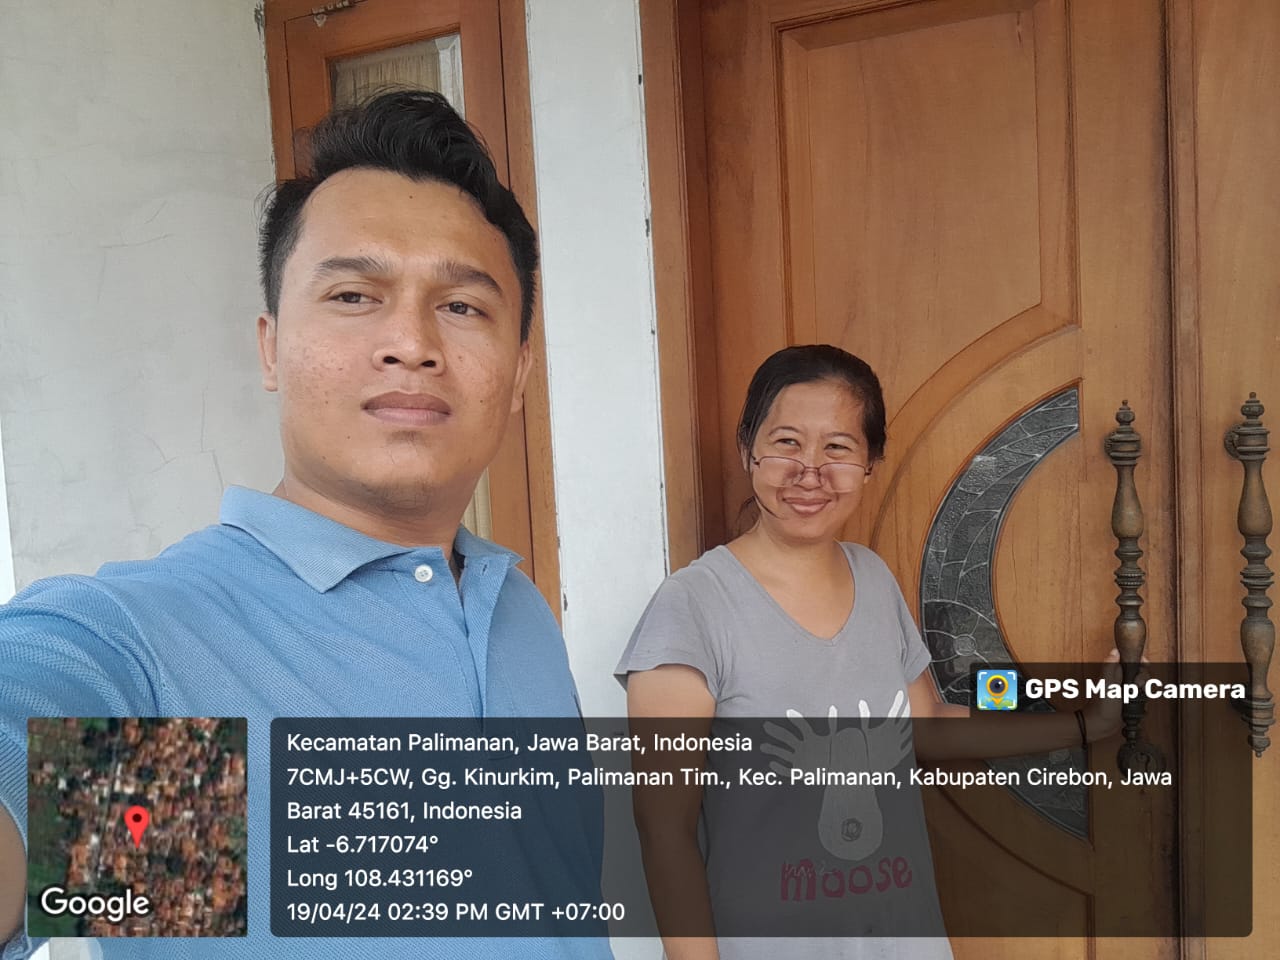 GPS Map Camera
Kecamatan Palimanan, Jawa Barat, Indonesia
7CMJ+5CW, Gg. Kinurkim, Palimanan Tim., Kec. Palimanan, Kabupaten Cirebon, Jawa
Barat 45161, Indonesia
Lat -6.717074°
Long 108.431169°
19/04/24 02:39 PM GMT +07:00
Google
moose